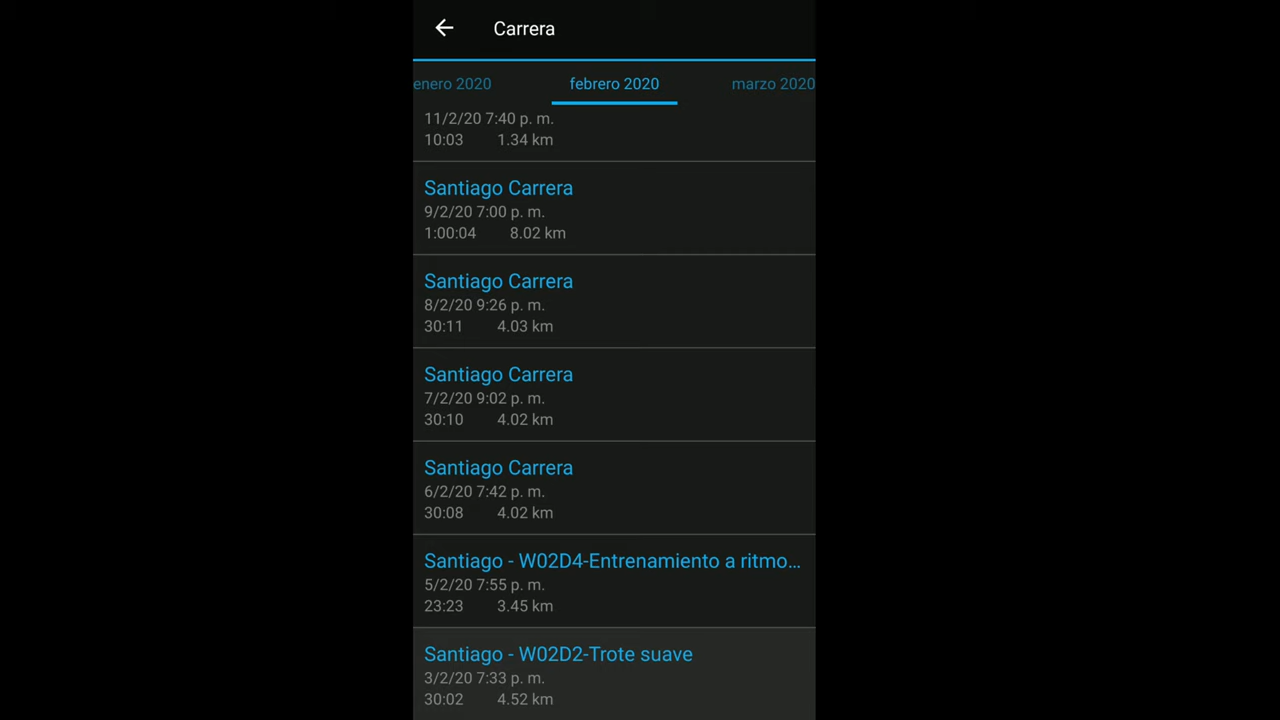 Carrera
enero 2020 febrero 2020 marzo 2020
11/2/20 7:40 p. m.
10:03 1.34 km
Santiago Carrera
9/2/20 7:00 p. m.
1:00:04 8.02 km
Santiago Carrera
8/2/20 9:26 p. m.
30:11 4.03 km
Santiago Carrera
7/2/20 9:02 p. m.
30:10 4.02 km
Santiago Carrera
6/2/20 7:42 p. m.
30:08 4.02 km
Santiago - W02D4-Entrenamiento a ritmo...
5/2/20 7:55 p. m.
23:23 3.45 km
Santiago - W02D2-Trote suave
3/2/20 7:33 p. m.
30:02 4.52 km